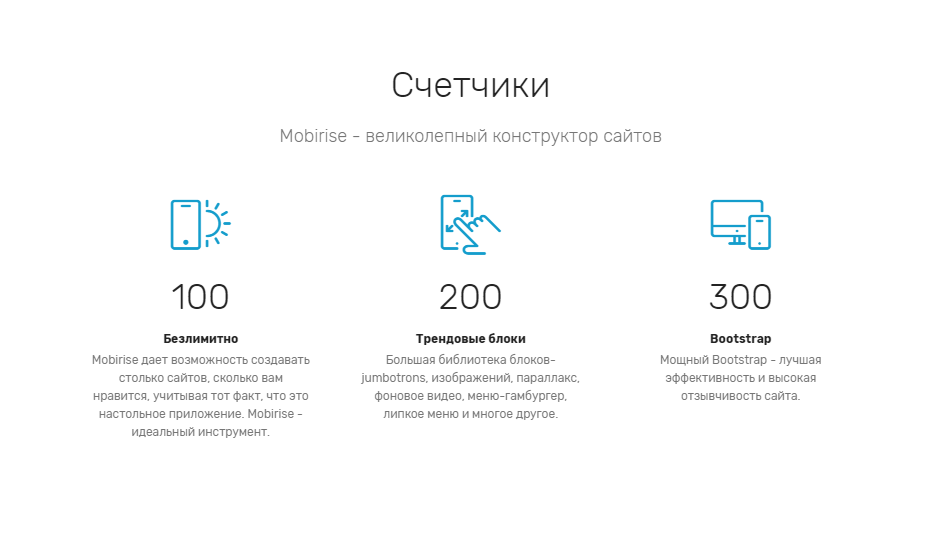 Счетчики
Mobirise - великолепный конструктор сайтов
100
Безлимитно
Mobirise дает возможность создавать
столько сайтов, сколько вам
нравится, учитывая тот факт, что это
настольное приложение. Mobirise -
идеальный инструмент.
200
Трендовые блоки
Большая библиотека блоков-
jumbotrons, изображений, параллакс,
фоновое видео, меню-гамбургер,
липкое меню и многое другое.
300
Bootstrap
Мощный Bootstrap - лучшая
эффективность и высокая
отзывчивость сайта.